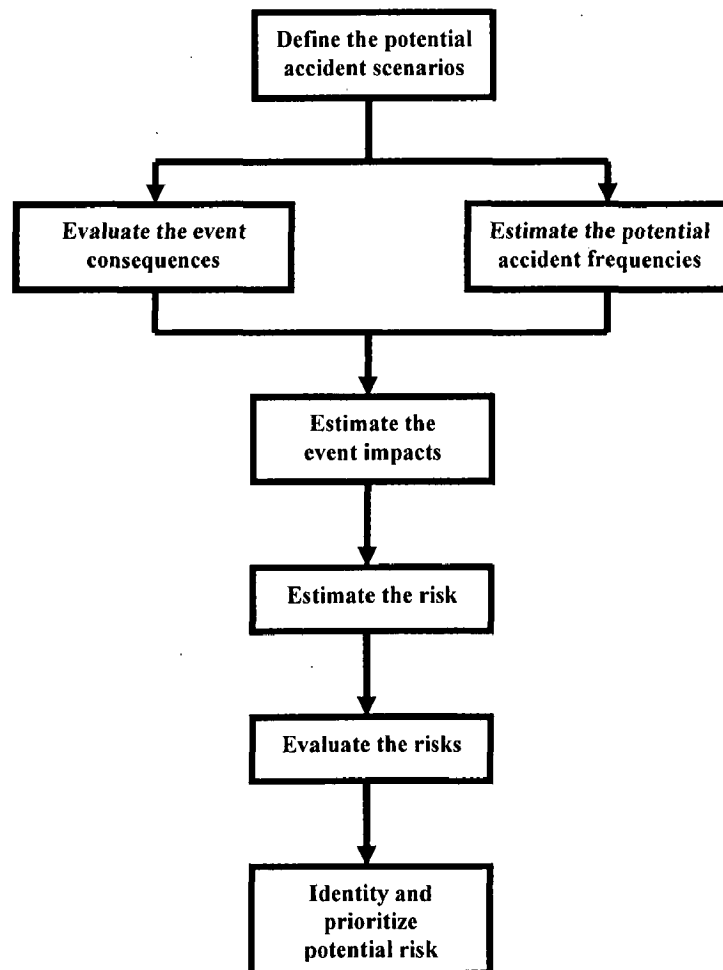 Define the potential
accident scenarios
Evaluate the event
consequences
Estimate the potential
accident frequencies
Estimate the
event impacts
Estimate the risk
Evaluate the risks
Identity and
prioritize
potential risk